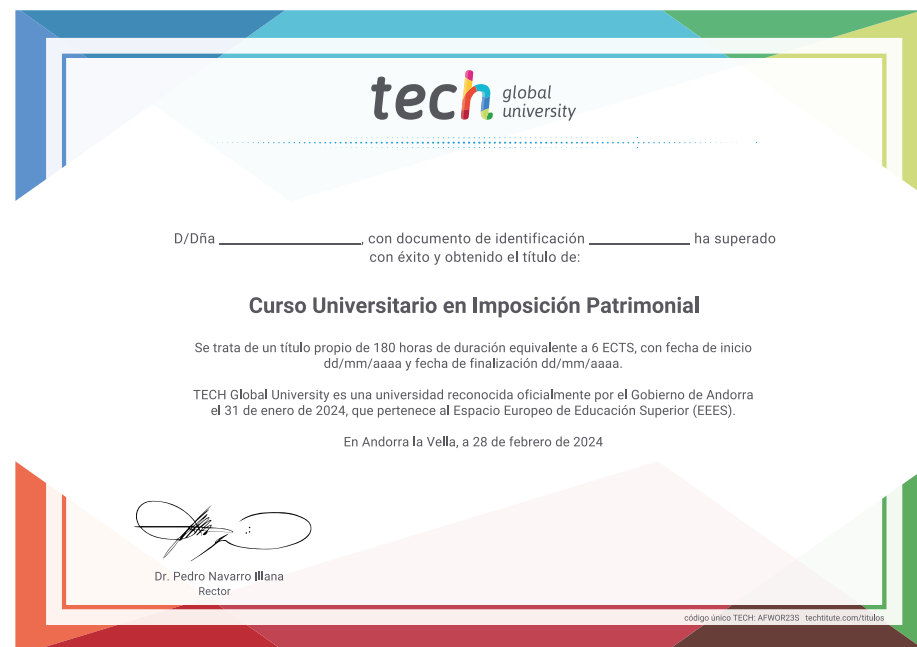 tech global university
D/Dña ____________________, con documento de identificación ______________ ha superado
con éxito y obtenido el título de:
Curso Universitario en Imposición Patrimonial
Se trata de un título propio de 180 horas de duración equivalente a 6 ECTS, con fecha de inicio
dd/mm/aaaa y fecha de finalización dd/mm/aaaa.
TECH Global University es una universidad reconocida oficialmente por el Gobierno de Andorra
el 31 de enero de 2024, que pertenece al Espacio Europeo de Educación Superior (EEES).
En Andorra la Vella, a 28 de febrero de 2024
Dr. Pedro Navarro Illana
Rector
código único TECH: AFWOR23S techtitute.com/titulos